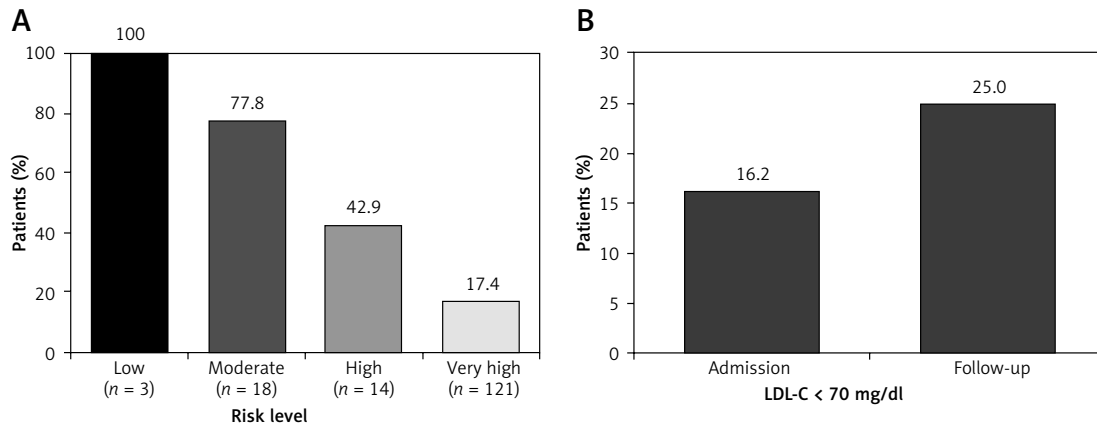 A
Patients (%)
100
80
60
40
20
0
100
77.8
42.9
17.4
Low Moderate High Very high
(n = 3) (n = 18) (n = 14) (n = 121)
Risk level
B
Patients (%)
30
25
20
15
10
5
0
16.2
25.0
Admission Follow-up
LDL-C < 70 mg/dl